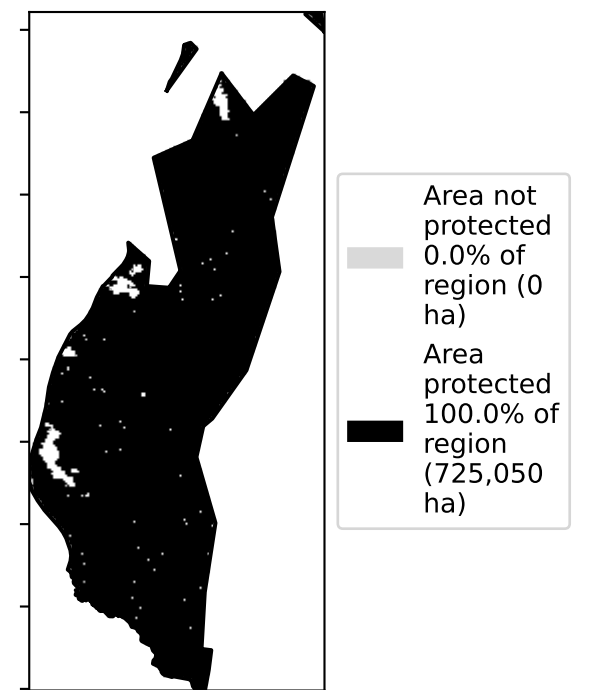 Area not
protected
0.0% of
region (0
ha)
Area
protected
100.0% of
region
(725,050
ha)